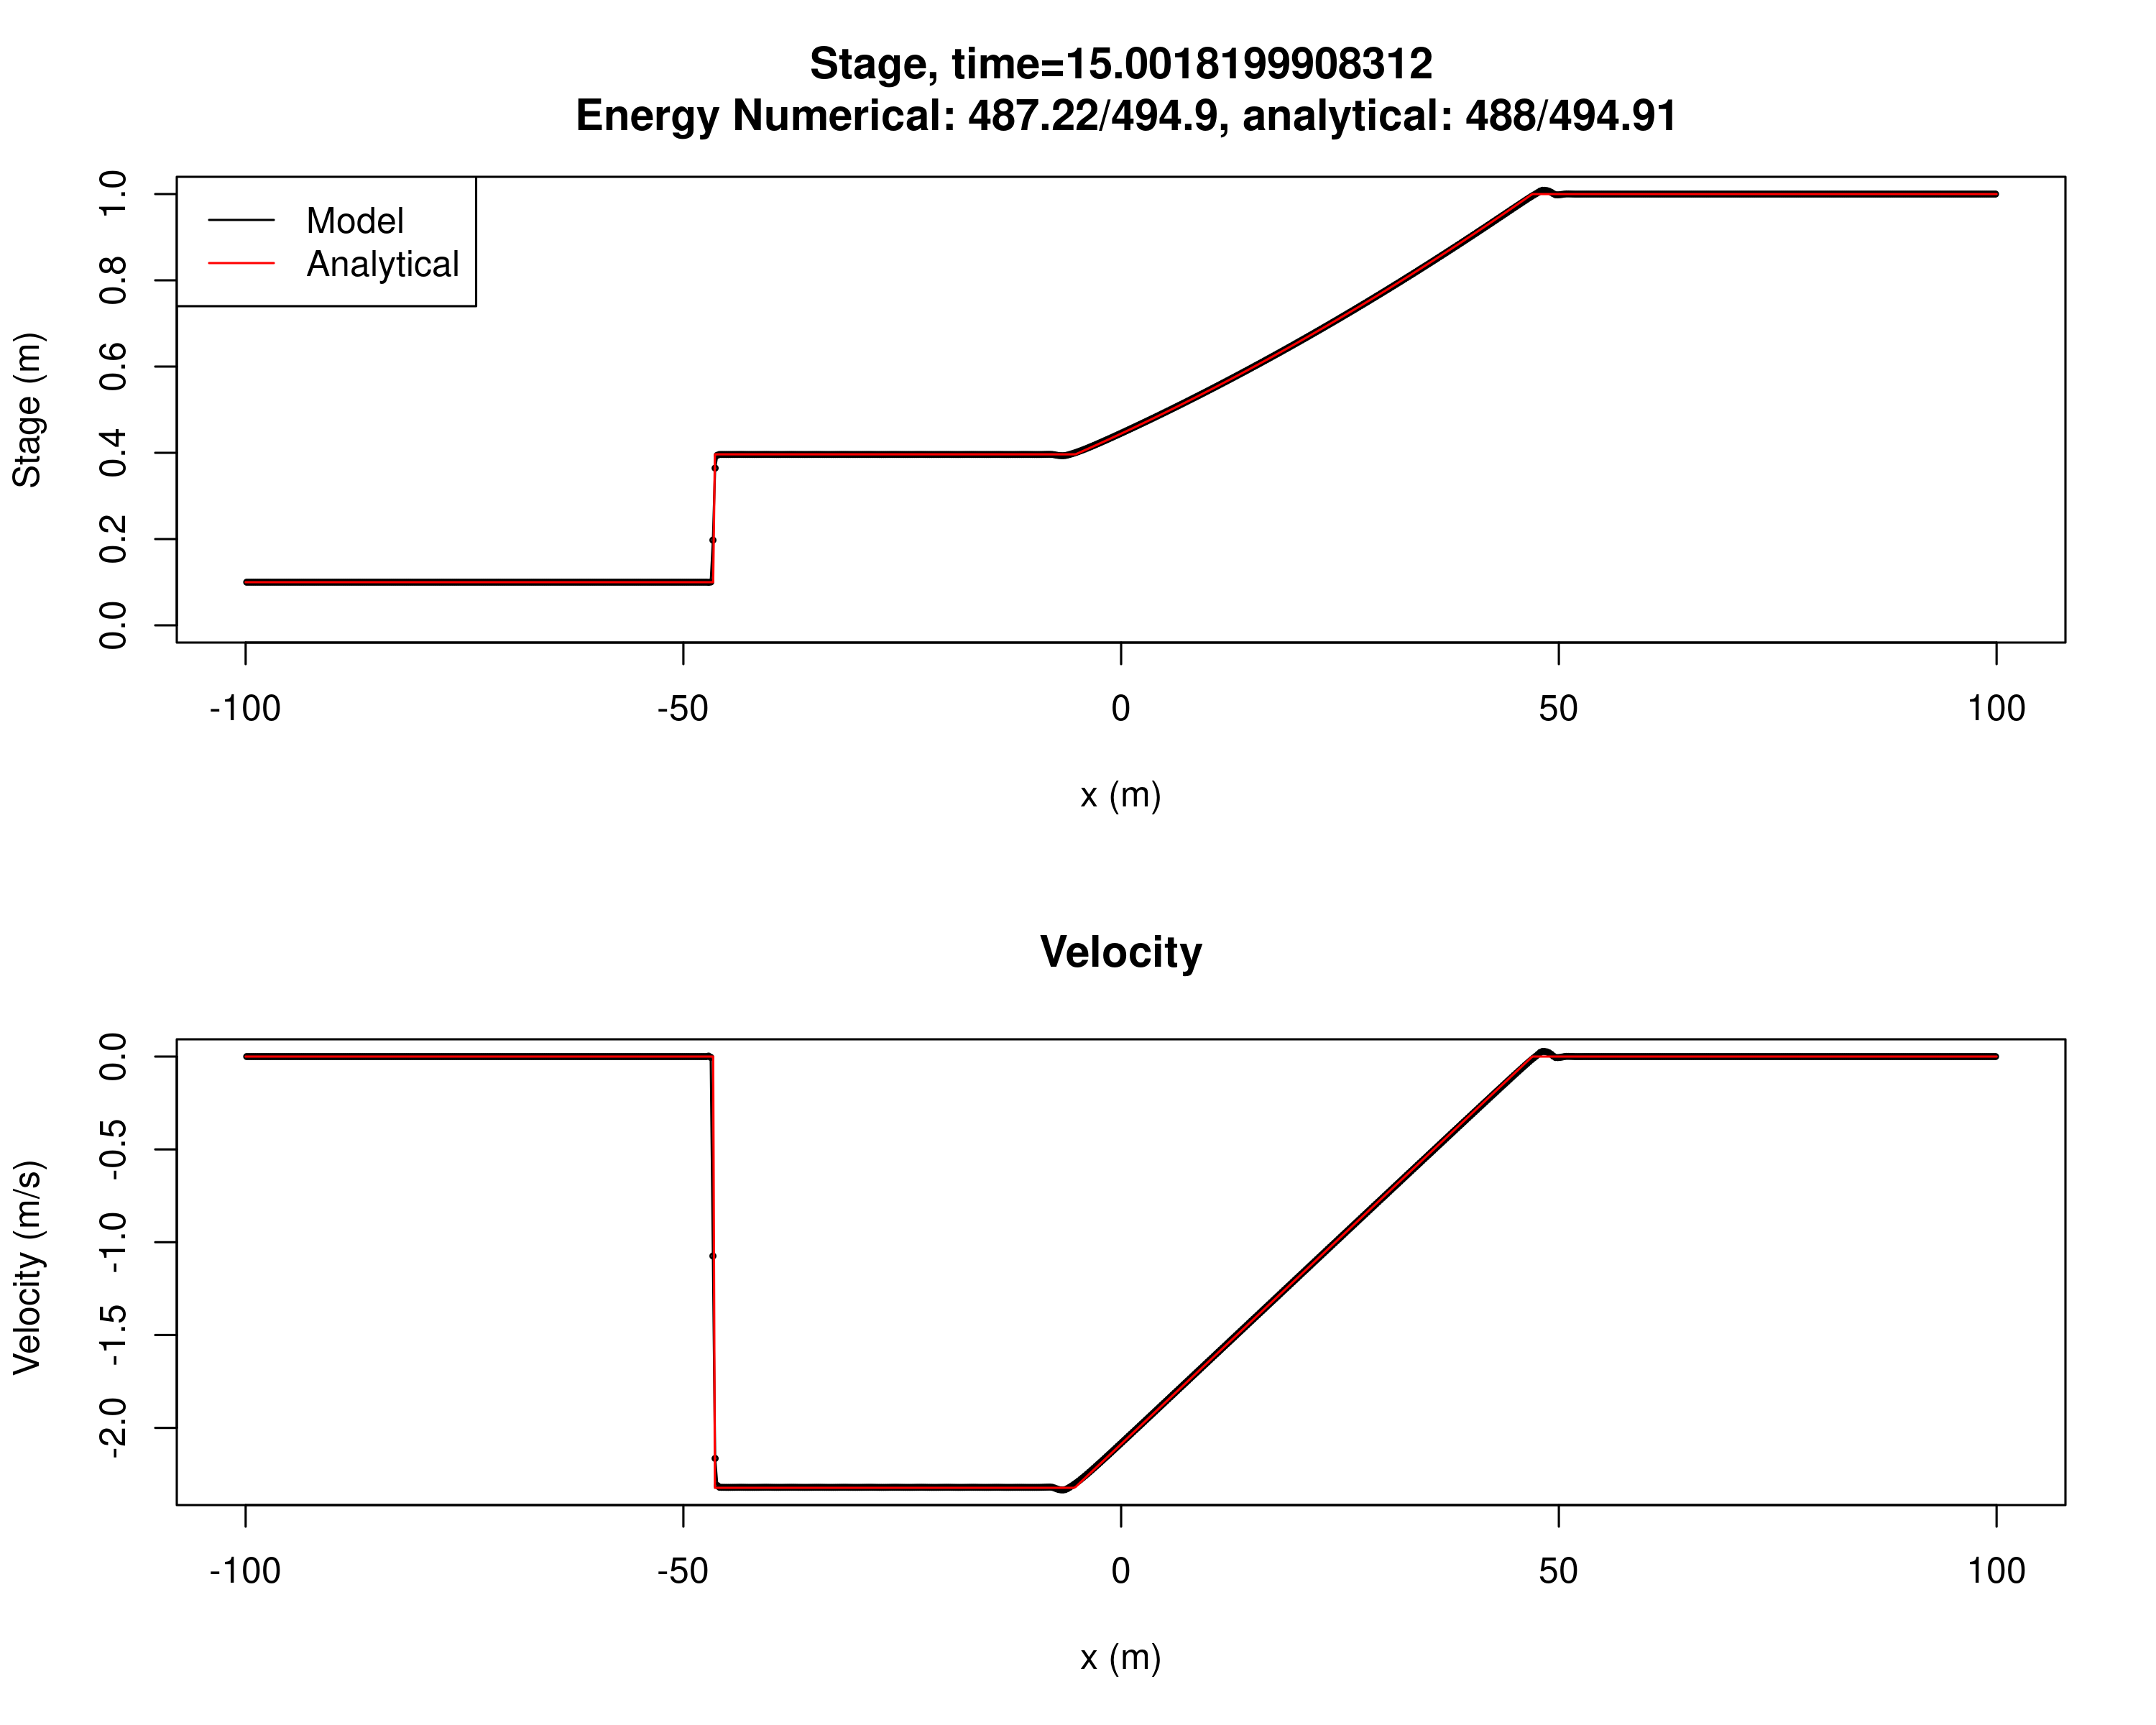 Stage, time=15.0018199908312
Energy Numerical: 487.22/494.9, analytical: 488/494.91
Model
Analytical
Stage (m)
1.0
0.8
0.6
0.4
0.2
0.0
-100 -50 0 50 100
x (m)
Velocity
Velocity (m/s)
0.0
-0.5
-1.0
-1.5
-2.0
-100 -50 0 50 100
x (m)